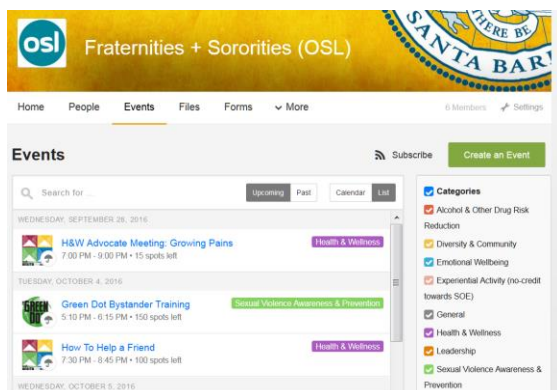 osl
Fraternities + Sororities (OSL)
THERE BE
SANTA BAR
Home People Events Files Forms More
6 Members Settings
Events
Subscribe
Create an Event
Search for ...
Upcoming Past Calendar List
WEDNESDAY, SEPTEMBER 28, 2016
H&W Advocate Meeting: Growing Pains
Health & Wellness
7:00 PM - 9:00 PM • 15 spots left
TUESDAY, OCTOBER 4, 2016
GREEN
Green Dot Bystander Training
Sexual Violence Awareness & Prevention
5:10 PM - 6:15 PM • 150 spots left
How To Help a Friend
Health & Wellness
7:30 PM - 8:45 PM • 100 spots left
WEDNESDAY, OCTOBER 5, 2016
Categories
Alcohol & Other Drug Risk
Reduction
Diversity & Community
Emotional Wellbeing
Experiential Activity (no-credit
towards SOE)
General
Health & Wellness
Leadership
Sexual Violence Awareness &
Prevention